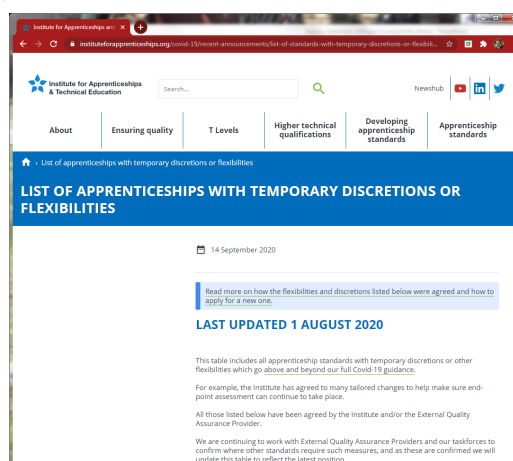 Institute for Apprenticeships an
instituteforapprenticeships.org/covid-19/recent-announcements/list-of-standards-with-temporary-discretions-or-flexibili...
Institute for Apprenticeships
& Technical Education
Search...
Newshub
in
About
Ensuring quality
T Levels
Higher technical
qualifications
Developing
apprenticeship
standards
Apprenticeship
standards
› List of apprenticeships with temporary discretions or flexibilities
LIST OF APPRENTICESHIPS WITH TEMPORARY DISCRETIONS OR
FLEXIBILITIES
14 September 2020
Read more on how the flexibilities and discretions listed below were agreed and how to
apply for a new one.
LAST UPDATED 1 AUGUST 2020
This table includes all apprenticeship standards with temporary discretions or other
flexibilities which go above and beyond our full Covid-19 guidance.
For example, the Institute has agreed to many tailored changes to help make sure end-
point assessment can continue to take place.
All those listed below have been agreed by the Institute and/or the External Quality
Assurance Provider.
We are continuing to work with External Quality Assurance Providers and our taskforces to
confirm where other standards require such measures, and as these are confirmed we will
update this table to reflect the latest position.